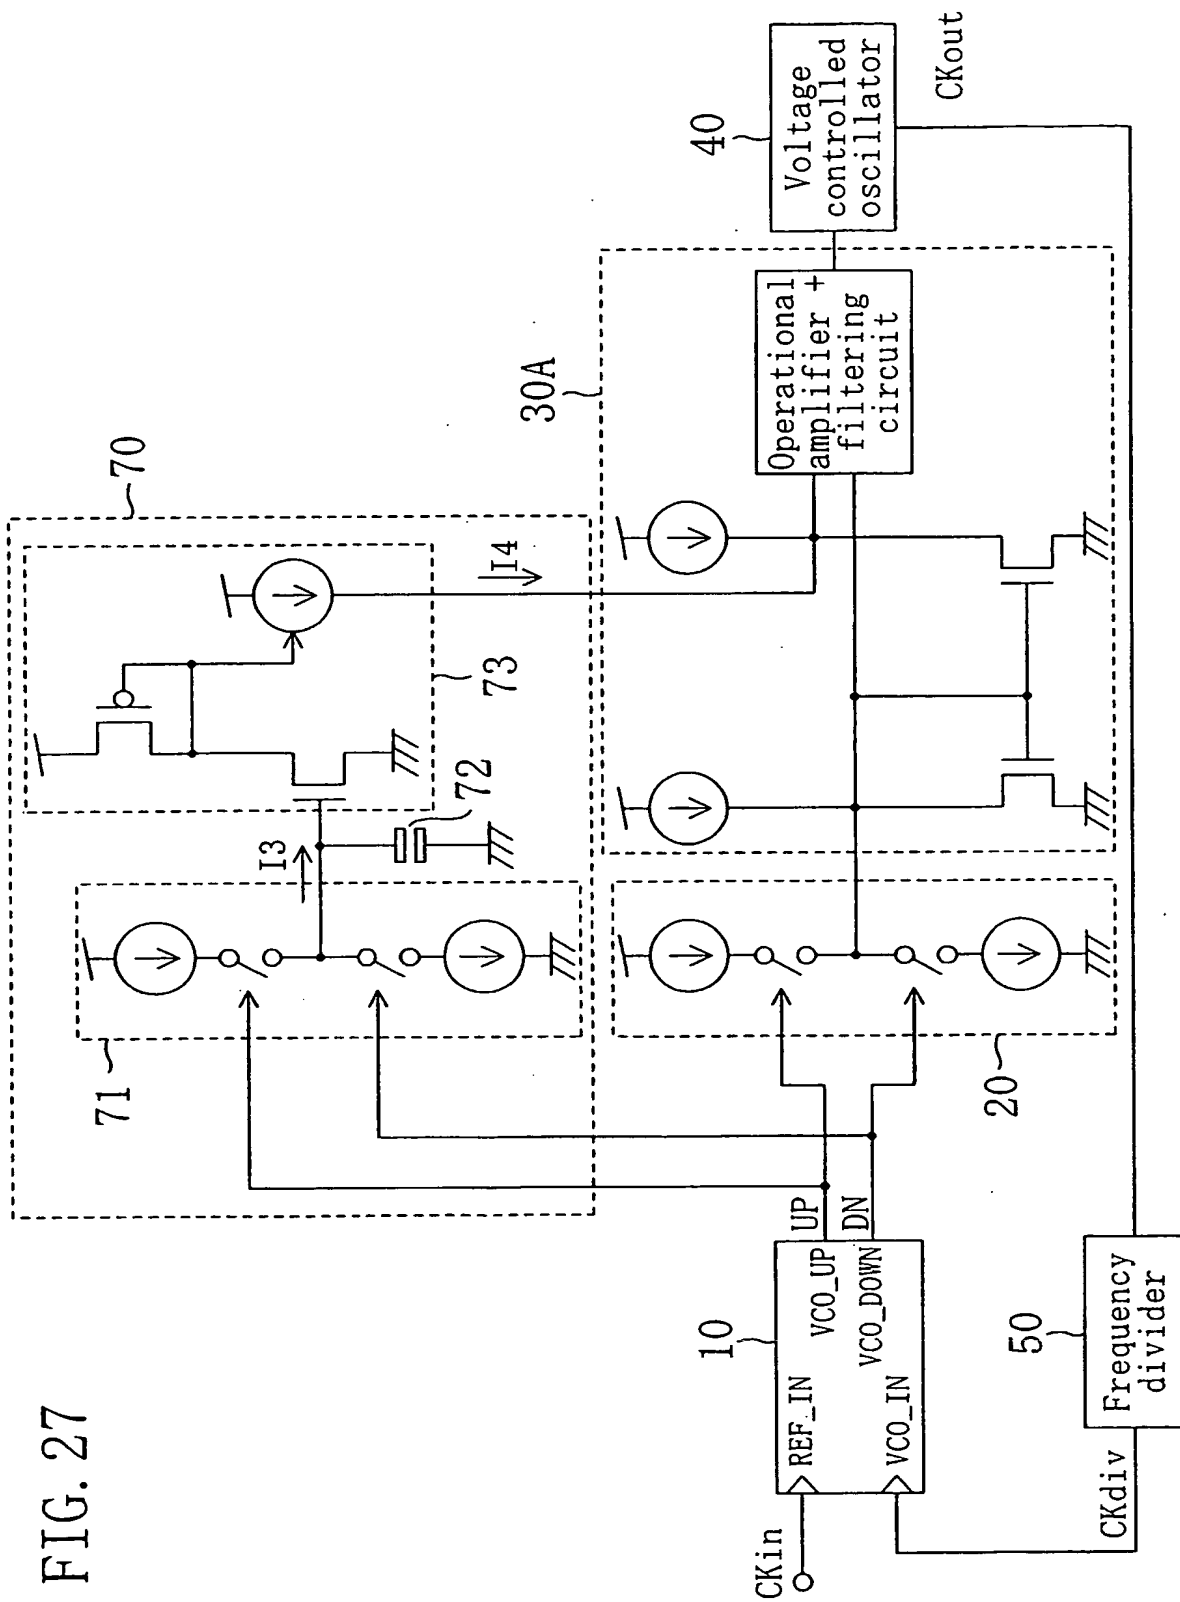 FIG. 27
70
71
I3
72
73
I4
30A
Operational
amplifier +
filtering
circuit
40
Voltage
controlled
oscillator
CKout
CKin
10
REF_IN
VCO_IN
VCO_UP
VCO_DOWN
UP
DN
20
50
Frequency
divider
CKdiv